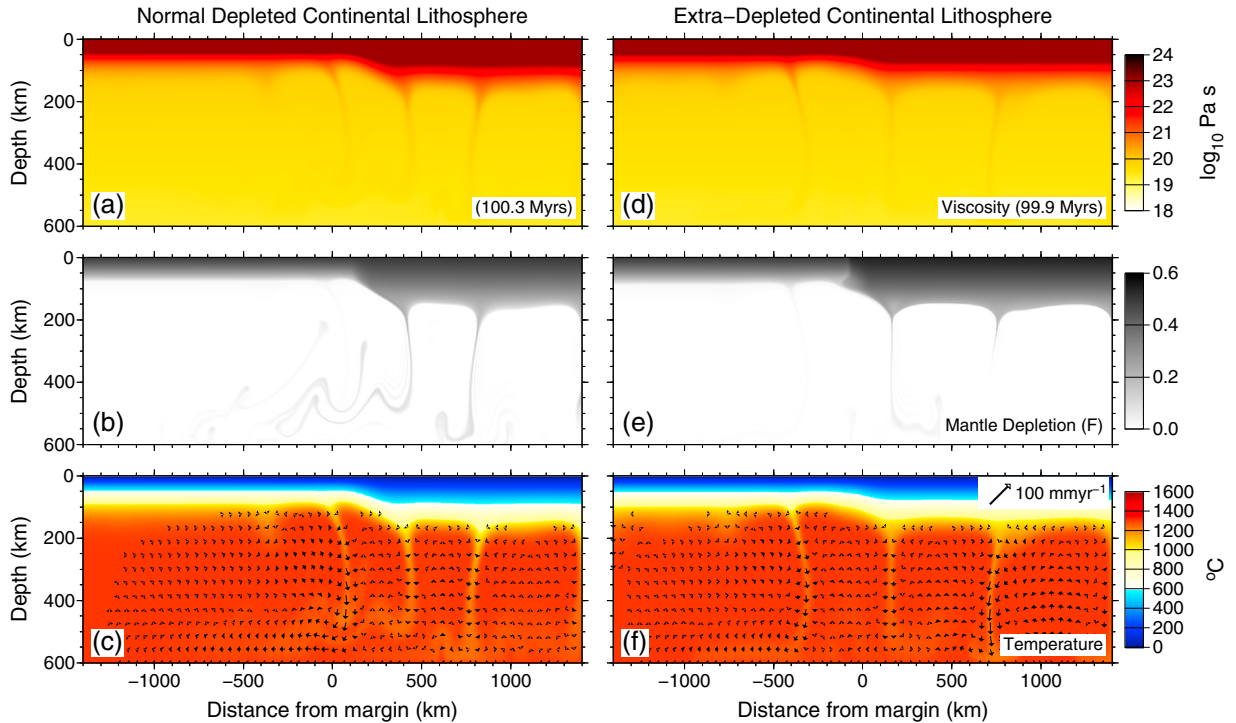 Normal Depleted Continental Lithosphere
Extra−Depleted Continental Lithosphere
0
200
400
600
Depth (km)
(a)
(100.3 Myrs)
(d)
Viscosity (99.9 Myrs)
24
23
22
21
20
19
18
log10 Pa s
0
200
400
600
Depth (km)
(b)
(e)
Mantle Depletion (F)
0.6
0.4
0.2
0.0
0
200
400
600
Depth (km)
(c)
(f)
100 mmyr−1
Temperature
1600
1400
1200
1000
800
600
400
200
0
oC
−1000 −500 0 500 1000
−1000 −500 0 500 1000
Distance from margin (km)
Distance from margin (km)